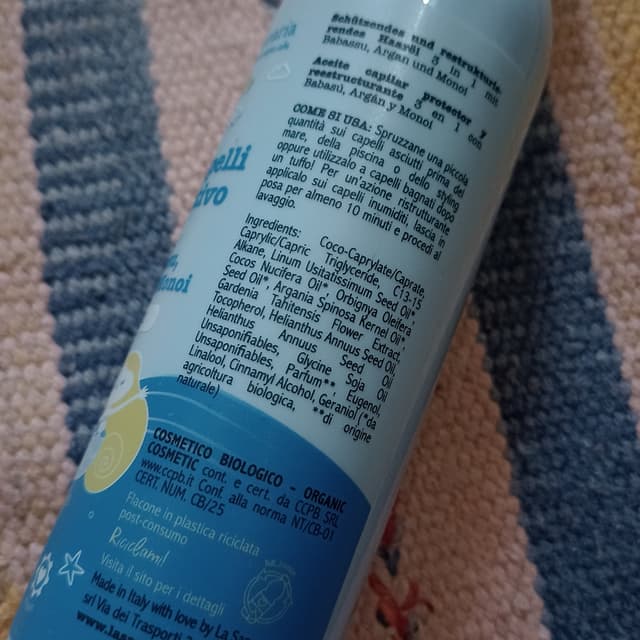 Schützendes und restrukturie-
rendes Haaröl 3 in 1 mit
Babassu, Argan und Monoï
Aceite capilar protector y
reestructurante 3 en 1 con
Babasú, Argán y Monoï
COME SI USA: Spruzzane una piccola
quantità sui capelli asciutti prima del
mare, della piscina o dello styling
oppure utilizzalo a capelli bagnati dopo
un tuffo! Per un'azione ristrutturante
applicalo sui capelli inumiditi, lascia in
posa per almeno 10 minuti e procedi al
lavaggio.
Ingredients: Coco-Caprylate/Caprate
Caprylic/Capric Triglyceride, C13-15
Alkane, Linum Usitatissimum Seed Oil*,
Cocos Nucifera Oil*, Orbignya Oleifera
Seed Oil*, Argania Spinosa Kernel Oil*,
Gardenia Tahitensis Flower Extract,
Tocopherol, Helianthus Annuus Seed Oil,
Helianthus Annuus Seed Oil
Unsaponifiables, Glycine Soja Oil
Unsaponifiables, Parfum** Eugenol,
Linalool, Cinnamyl Alcohol, Geraniol (*da
agricoltura biologica, **di origine
naturale)
pelli
ivo
onoi
COSMETICO BIOLOGICO - ORGANIC
COSMETIC cont. e cert. da CCPB SRL
www.ccpb.it Conf. alla norma NT/CB-01
CERT. NUM. CB/25
Flacone in plastica riciclata
post-consumo
Riciclami!
Visita il sito per i dettagli
Made in Italy with love by La Sa
srl Via dei Trasporti